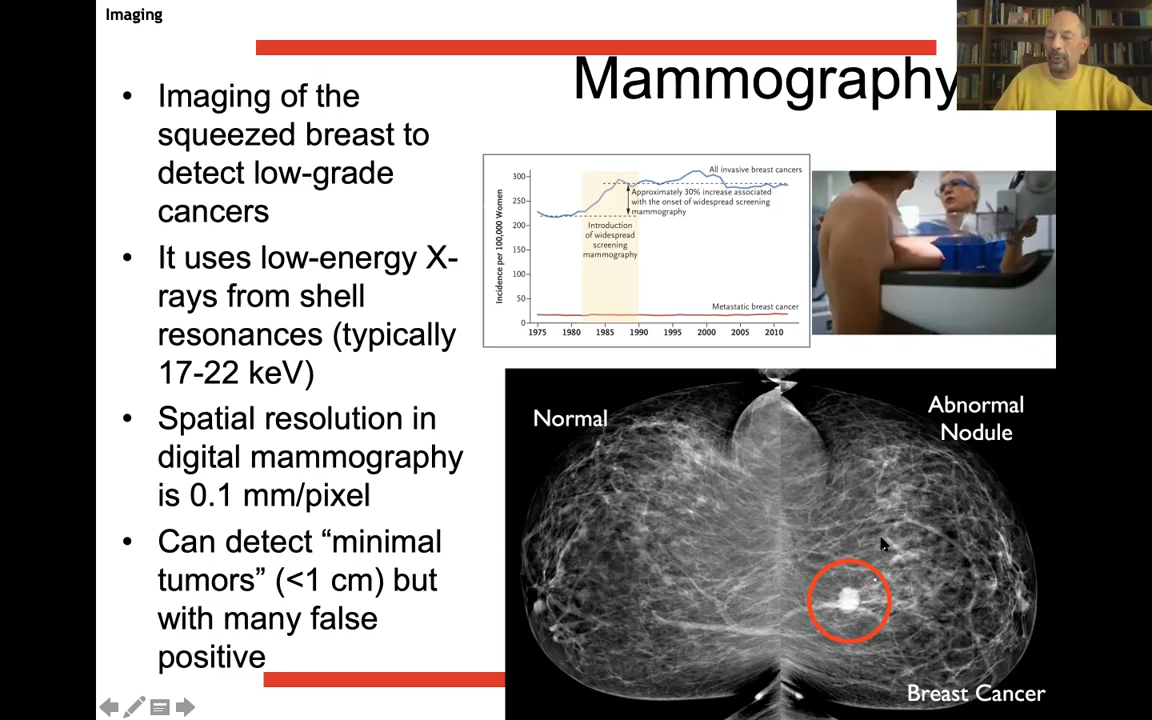 Imaging
Mammography
• Imaging of the
squeezed breast to
detect low-grade
cancers
• It uses low-energy X-
rays from shell
resonances (typically
17-22 keV)
• Spatial resolution in
digital mammography
is 0.1 mm/pixel
• Can detect “minimal
tumors” (<1 cm) but
with many false
positive
Incidence per 100,000 Women
300
250
200
150
100
50
0
1975 1980 1985 1990 1995 2000 2005 2010
All invasive breast cancers
Approximately 30% increase associated
with the onset of widespread screening
mammography
Introduction
of widespread
screening
mammography
Metastatic breast cancer
Normal
Abnormal
Nodule
Breast Cancer